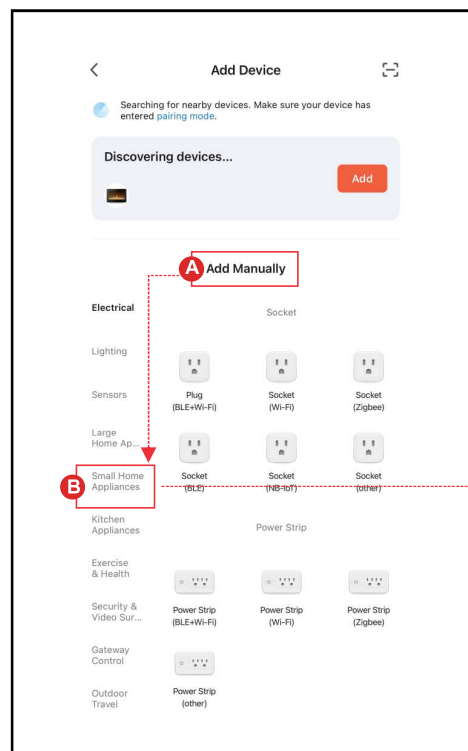 Add Device
Searching for nearby devices. Make sure your device has
entered pairing mode.
Discovering devices...
Add
A
Add Manually
Electrical
Socket
Lighting
Sensors
Plug
(BLE+Wi-Fi)
Socket
(Wi-Fi)
Socket
(Zigbee)
Large
Home Ap...
B
Small Home
Appliances
Socket
(BLE)
Socket
(NB-IoT)
Socket
(other)
Kitchen
Appliances
Power Strip
Exercise
& Health
Security &
Video Sur...
Power Strip
(BLE+Wi-Fi)
Power Strip
(Wi-Fi)
Power Strip
(Zigbee)
Gateway
Control
Outdoor
Travel
Power Strip
(other)